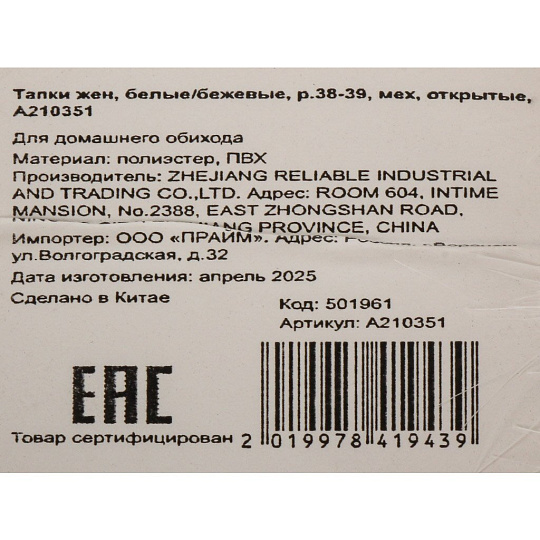 Тапки жен, белые/бежевые, р.38-39, мех, открытые,
А210351
Для домашнего обихода
Материал: полиэстер, ПВХ
Производитель: ZHEJIANG RELIABLE INDUSTRIAL
AND TRADING CO.,LTD. Адрес: ROOM 604, INTIME
MANSION, No.2388, EAST ZHONGSHAN ROAD,
PROVINCE, CHINA
Импортер: ООО «ПРАЙМ». Адрес:
ул.Волгоградская, д.32
Дата изготовления: апрель 2025
Сделано в Китае
Код: 501961
Артикул: А210351
EAC
Товар сертифицирован
2 019978 419439